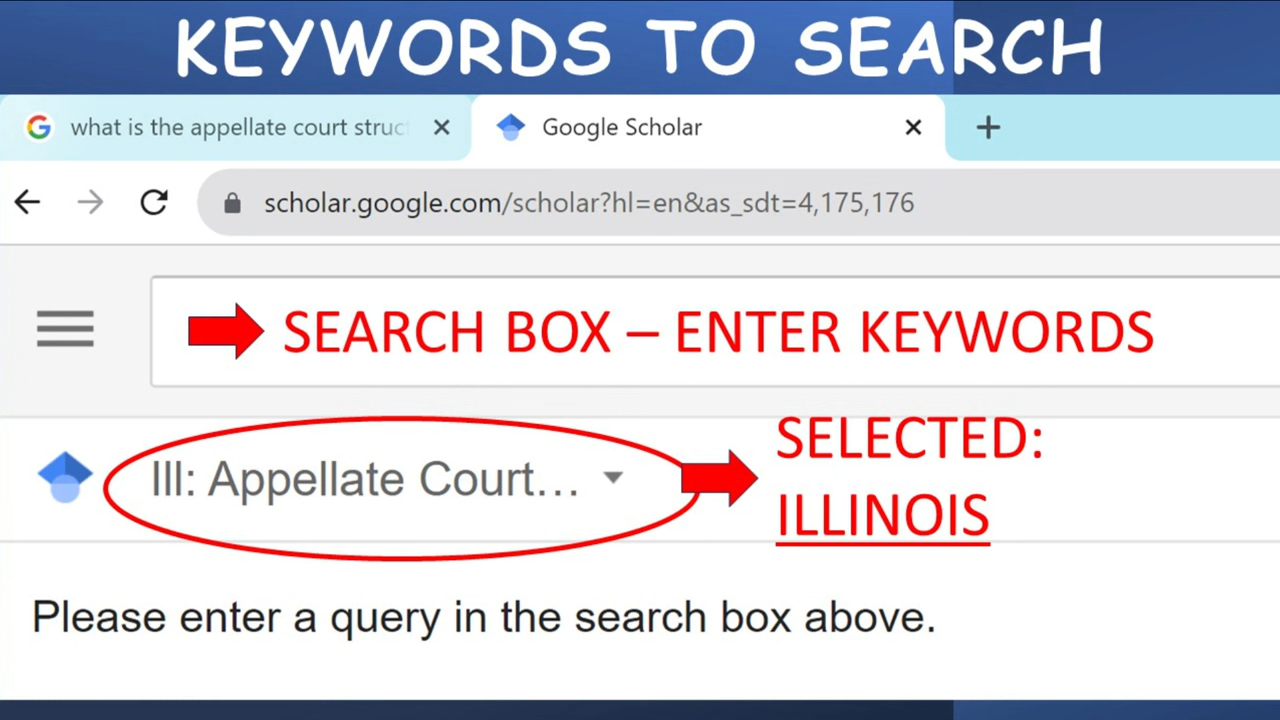 KEYWORDS TO SEARCH
what is the appellate court struc
Google Scholar
scholar.google.com/scholar?hl=en&as_sdt=4,175,176
SEARCH BOX – ENTER KEYWORDS
Ill: Appellate Court...
SELECTED:
ILLINOIS
Please enter a query in the search box above.